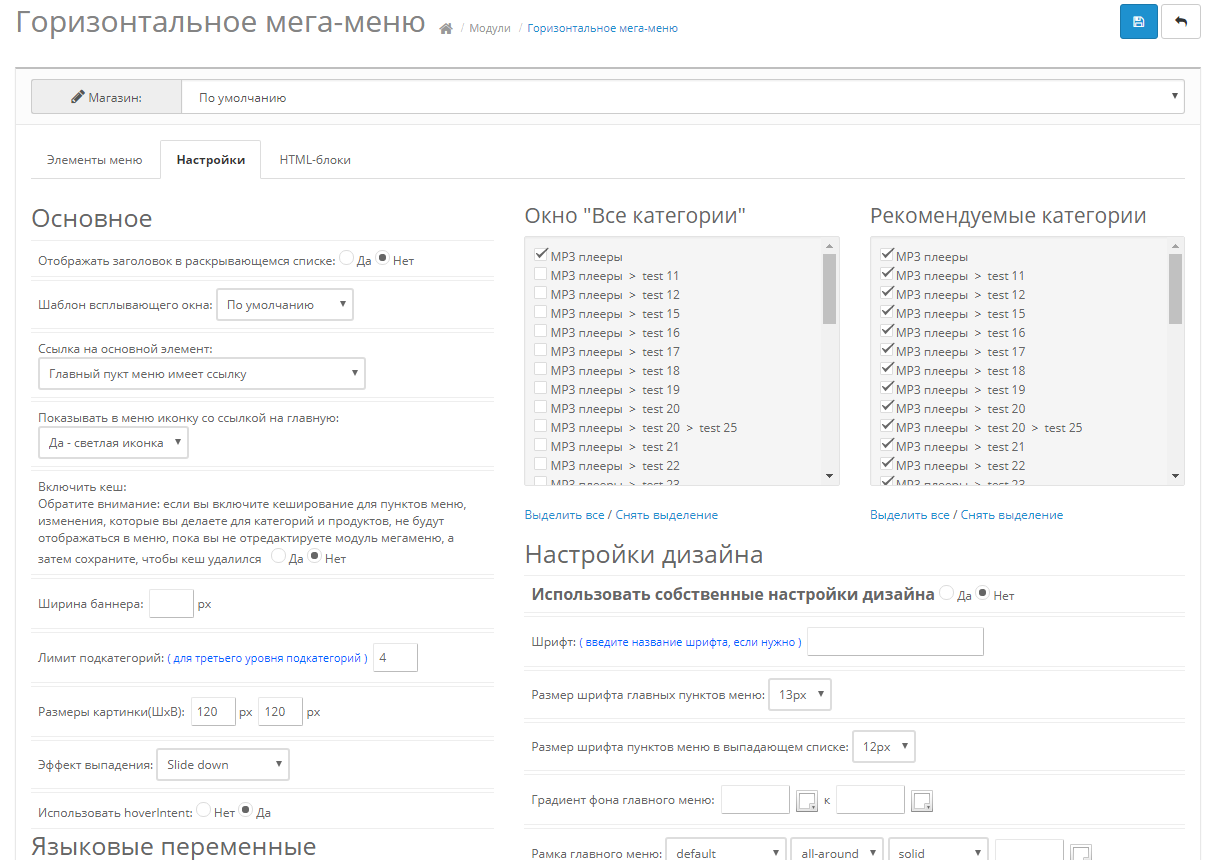 Горизонтальное мега-меню / Модули / Горизонтальное мега-меню
Магазин: По умолчанию
Элементы меню Настройки HTML-блоки
Основное
Отображать заголовок в раскрывающемся списке: Да Нет
Шаблон всплывающего окна: По умолчанию
Ссылка на основной элемент:
Главный пукт меню имеет ссылку
Показывать в меню иконку со ссылкой на главную:
Да - светлая иконка
Включить кеш:
Обратите внимание: если вы включите кеширование для пунктов меню,
изменения, которые вы делаете для категорий и продуктов, не будут
отображаться в меню, пока вы не отредактируете модуль мегаменю, а
затем сохраните, чтобы кеш удалился Да Нет
Ширина баннера: px
Лимит подкатегорий: ( для третьего уровня подкатегорий ) 4
Размеры картинки(ШхВ): 120 px 120 px
Эффект выпадения: Slide down
Использовать hoverIntent: Нет Да
Языковые переменные
Окно "Все категории"
MP3 плееры
MP3 плееры > test 11
MP3 плееры > test 12
MP3 плееры > test 15
MP3 плееры > test 16
MP3 плееры > test 17
MP3 плееры > test 18
MP3 плееры > test 19
MP3 плееры > test 20
MP3 плееры > test 20 > test 25
MP3 плееры > test 21
MP3 плееры > test 22
MP3 плееры > test 23
Выделить все / Снять выделение
Рекомендуемые категории
MP3 плееры
MP3 плееры > test 11
MP3 плееры > test 12
MP3 плееры > test 15
MP3 плееры > test 16
MP3 плееры > test 17
MP3 плееры > test 18
MP3 плееры > test 19
MP3 плееры > test 20
MP3 плееры > test 20 > test 25
MP3 плееры > test 21
MP3 плееры > test 22
MP3 плееры > test 23
Выделить все / Снять выделение
Настройки дизайна
Использовать собственные настройки дизайна Да Нет
Шрифт: ( введите название шрифта, если нужно )
Размер шрифта главных пунктов меню: 13px
Размер шрифта пунктов меню в выпадающем списке: 12px
Градиент фона главного меню: к
Рамка главного меню: default all-around solid